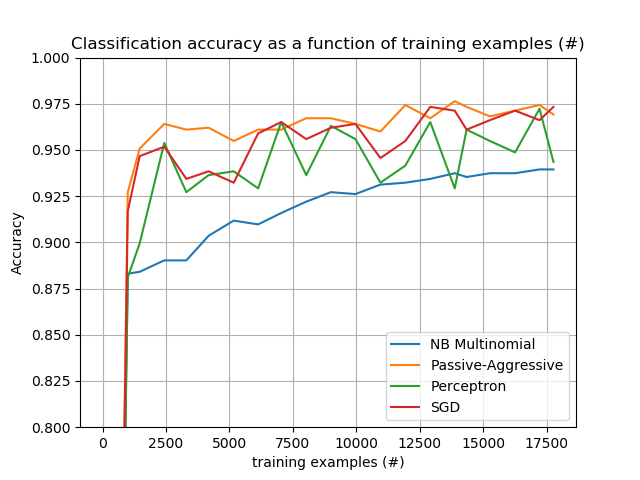 Classification accuracy as a function of training examples (#)
1.000
0.975
0.950
0.925
0.900
0.875
0.850
0.825
0.800
Accuracy
NB Multinomial
Passive-Aggressive
Perceptron
SGD
0 2500 5000 7500 10000 12500 15000 17500
training examples (#)